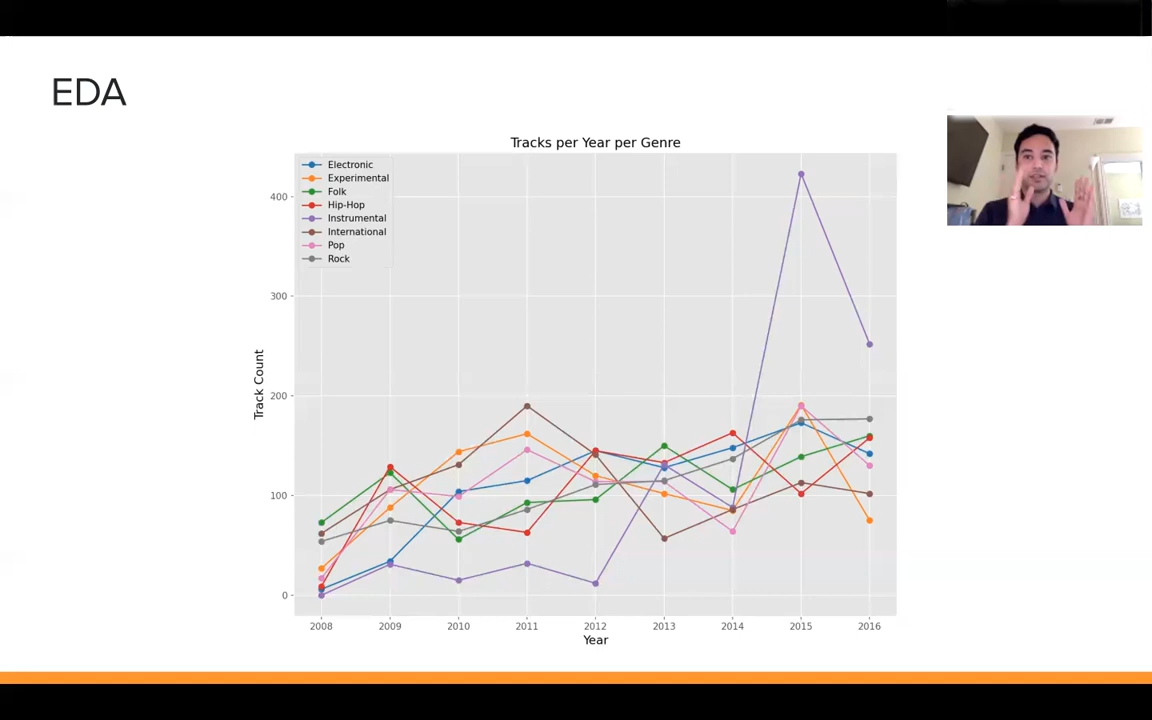 EDA
Tracks per Year per Genre
Electronic
Experimental
Folk
Hip-Hop
Instrumental
International
Pop
Rock
400
300
200
100
0
Track Count
2008 2009 2010 2011 2012 2013 2014 2015 2016
Year